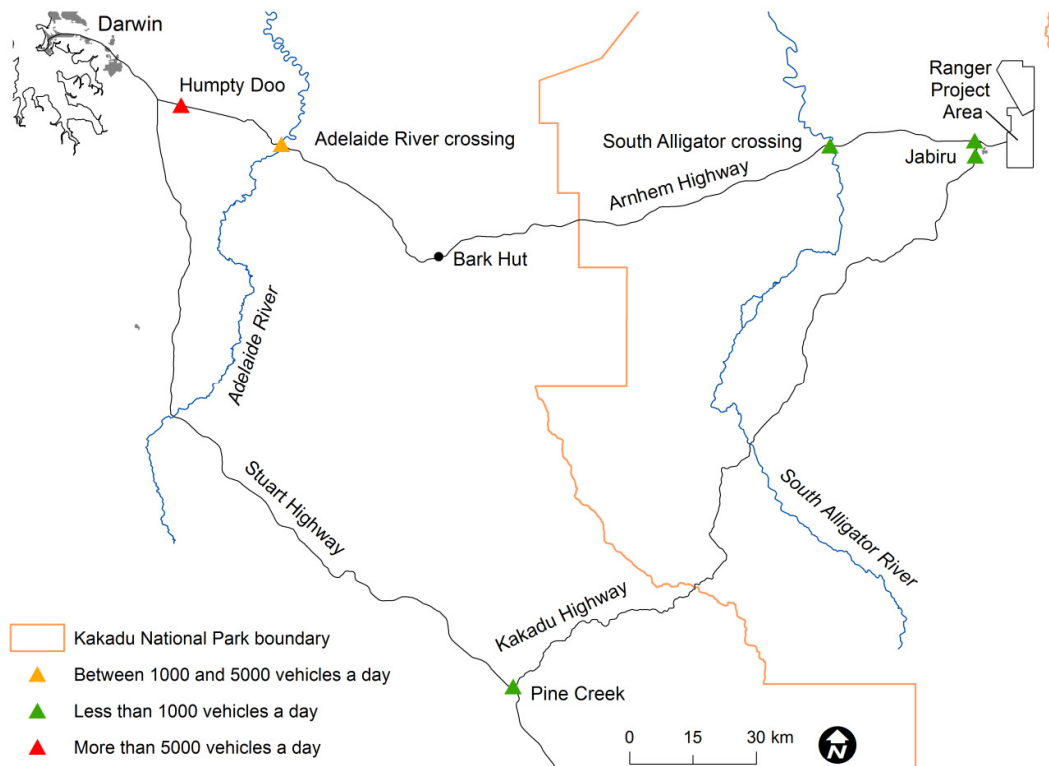 Darwin
Humpty Doo
Adelaide River crossing
South Alligator crossing
Ranger
Project
Area
Jabiru
Arnhem Highway
Bark Hut
Adelaide River
Stuart Highway
South Alligator River
Kakadu Highway
Pine Creek
Kakadu National Park boundary
Between 1000 and 5000 vehicles a day
Less than 1000 vehicles a day
More than 5000 vehicles a day
0 15 30 km
N